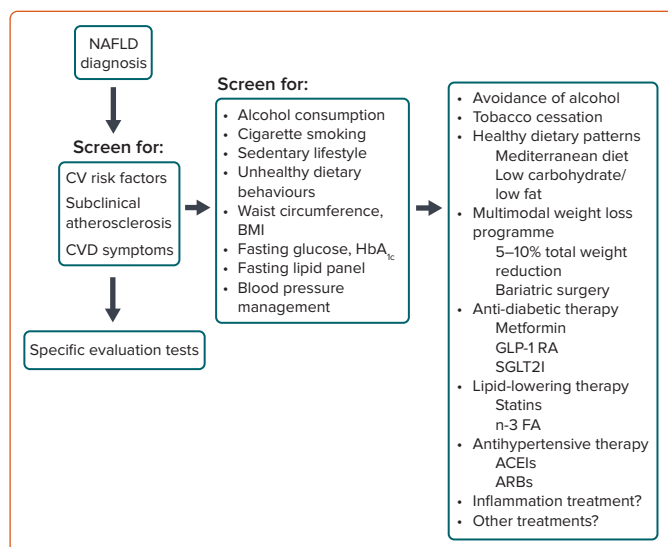 NAFLD
diagnosis
Screen for:
CV risk factors
Subclinical
atherosclerosis
CVD symptoms
Specific evaluation tests
Screen for:
• Alcohol consumption
• Cigarette smoking
• Sedentary lifestyle
• Unhealthy dietary
behaviours
• Waist circumference,
BMI
• Fasting glucose, HbA1c
• Fasting lipid panel
• Blood pressure
management
• Avoidance of alcohol
• Tobacco cessation
• Healthy dietary patterns
Mediterranean diet
Low carbohydrate/
low fat
• Multimodal weight loss
programme
5–10% total weight
reduction
Bariatric surgery
• Anti-diabetic therapy
Metformin
GLP-1 RA
SGLT2I
• Lipid-lowering therapy
Statins
n-3 FA
• Antihypertensive therapy
ACEIs
ARBs
• Inflammation treatment?
• Other treatments?